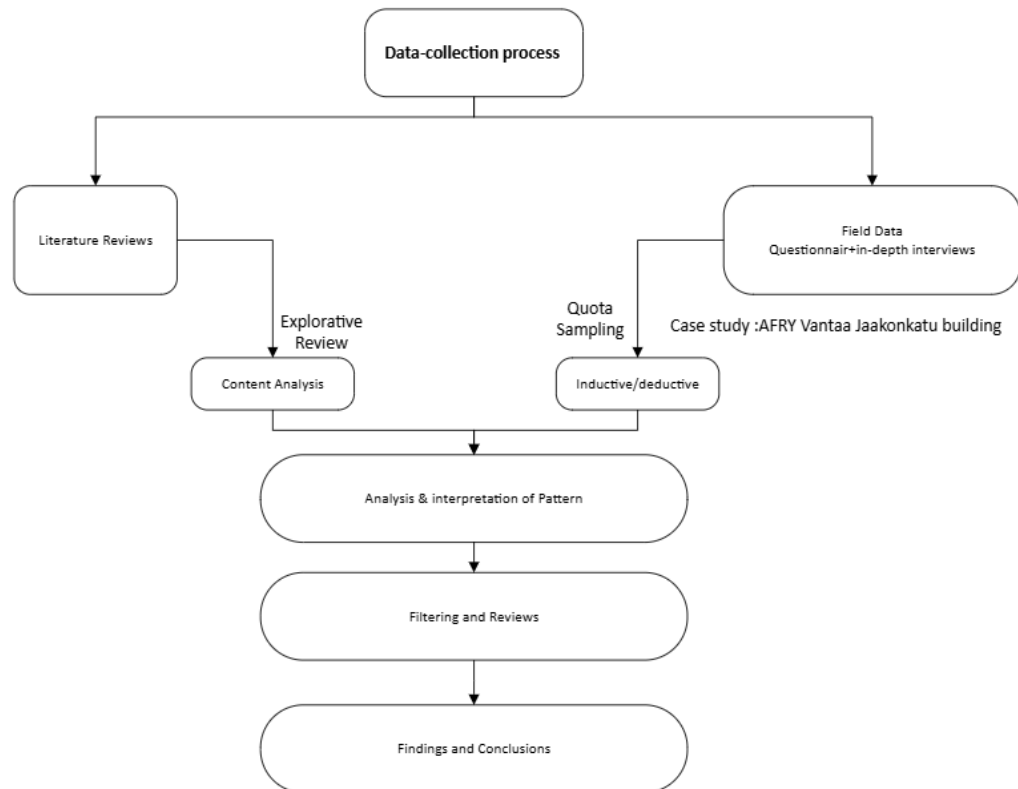 Data-collection process
Literature Reviews
Field Data
Questionnair+in-depth interviews
Explorative
Review
Quota
Sampling
Case study :AFRY Vantaa Jaakonkatu building
Content Analysis
Inductive/deductive
Analysis & interpretation of Pattern
Filtering and Reviews
Findings and Conclusions